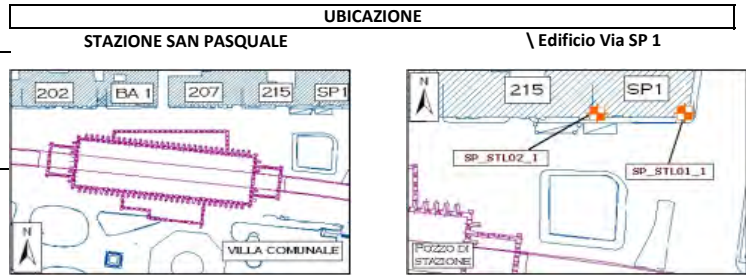 UBICAZIONE
STAZIONE SAN PASQUALE
\ Edificio Via SP 1
202
BA 1
207
215
SP1
N
VILLA COMUNALE
N
215
SP1
SP_STL02_1
SP_STL01_1
POZZO DI
STAZIONE